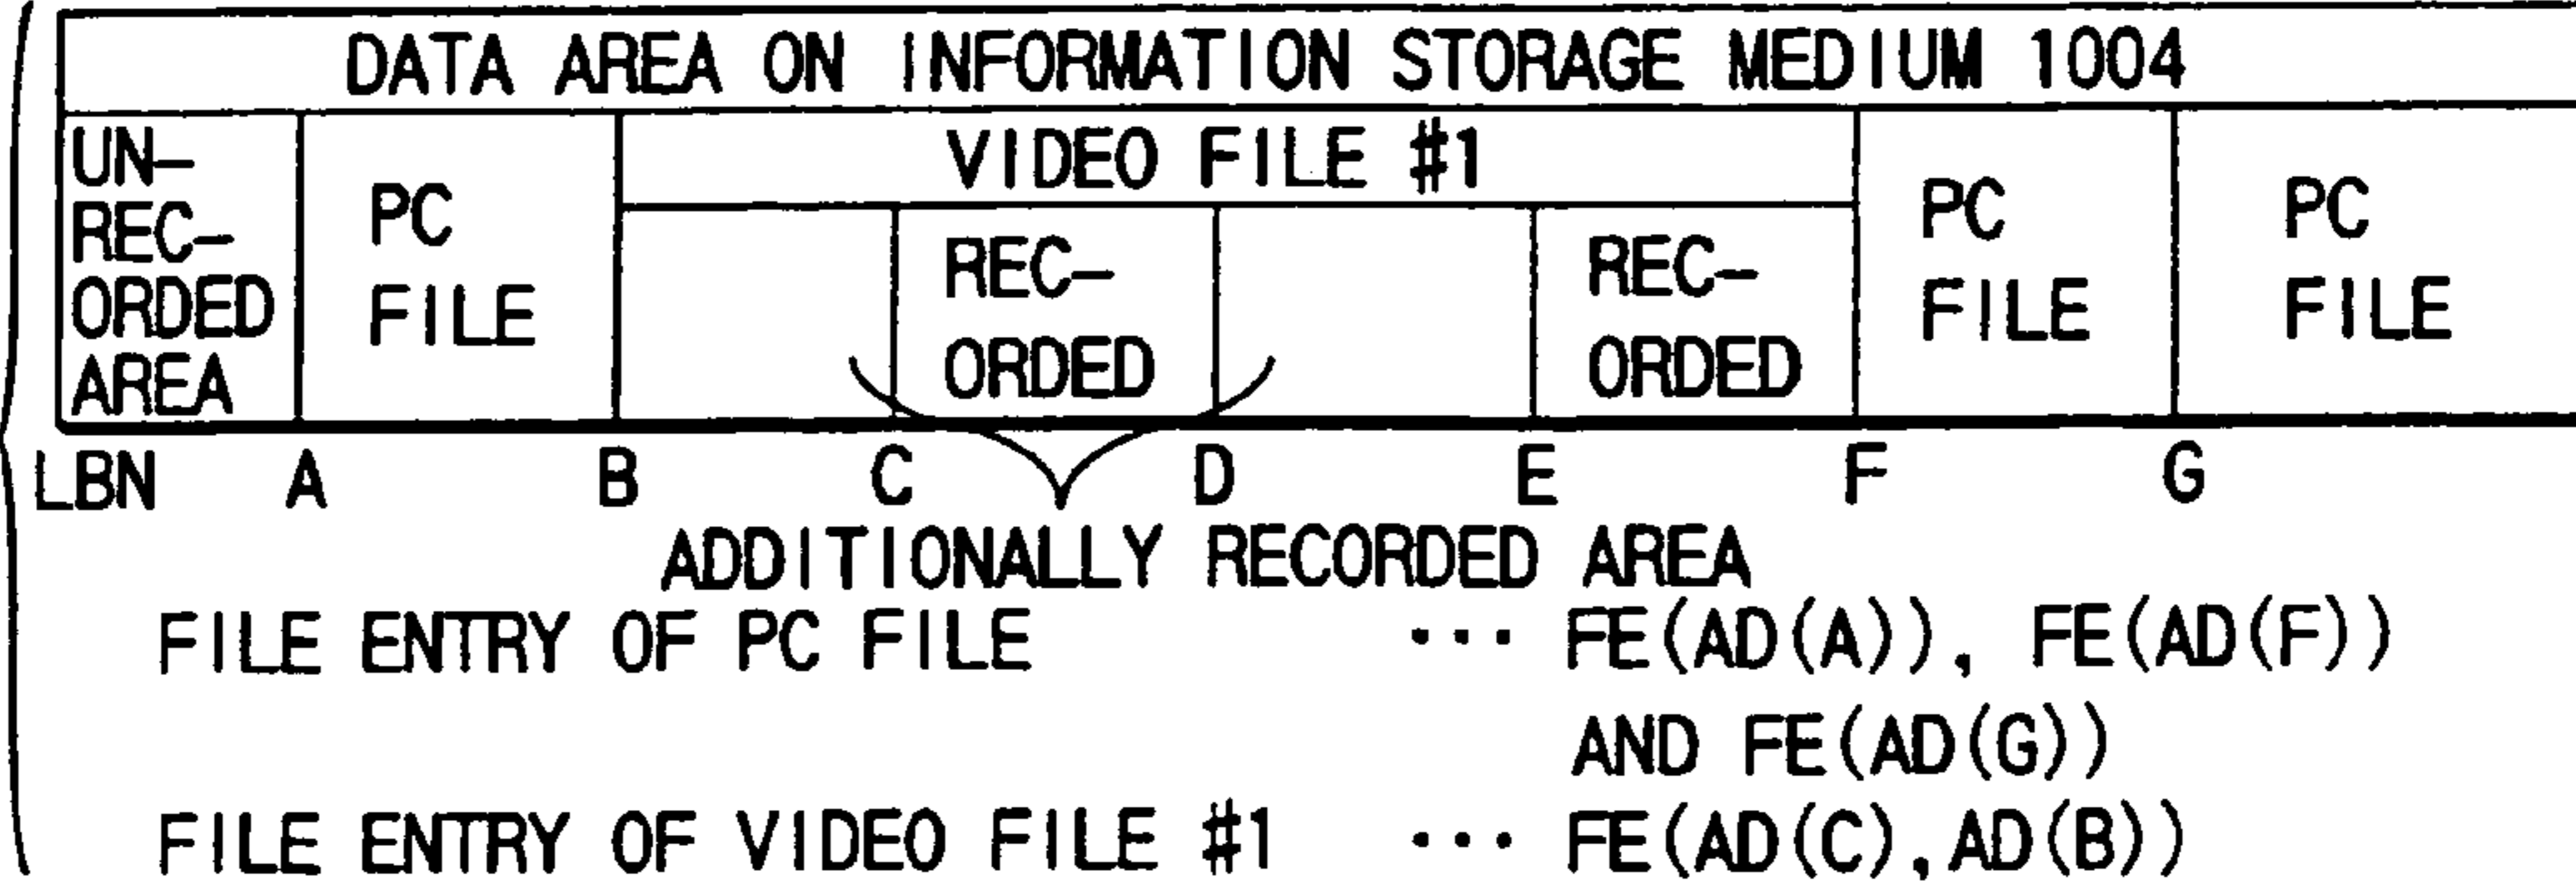 DATA AREA ON INFORMATION STORAGE MEDIUM 1004
UN-
REC-
ORDED
AREA
PC
FILE
VIDEO FILE #1
REC-
ORDED
REC-
ORDED
PC
FILE
PC
FILE
LBN A B C D E F G
ADDITIONALLY RECORDED AREA
FILE ENTRY OF PC FILE ··· FE(AD(A)), FE(AD(F))
AND FE(AD(G))
FILE ENTRY OF VIDEO FILE #1 ··· FE(AD(C),AD(B))